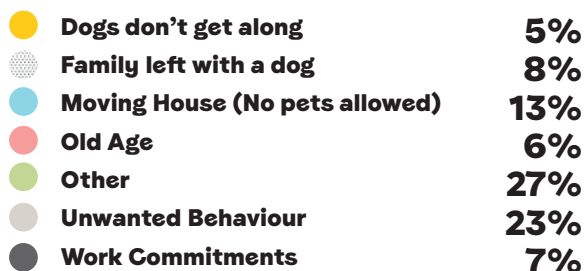 Dogs don’t get along 5%
Family left with a dog 8%
Moving House (No pets allowed) 13%
Old Age 6%
Other 27%
Unwanted Behaviour 23%
Work Commitments 7%